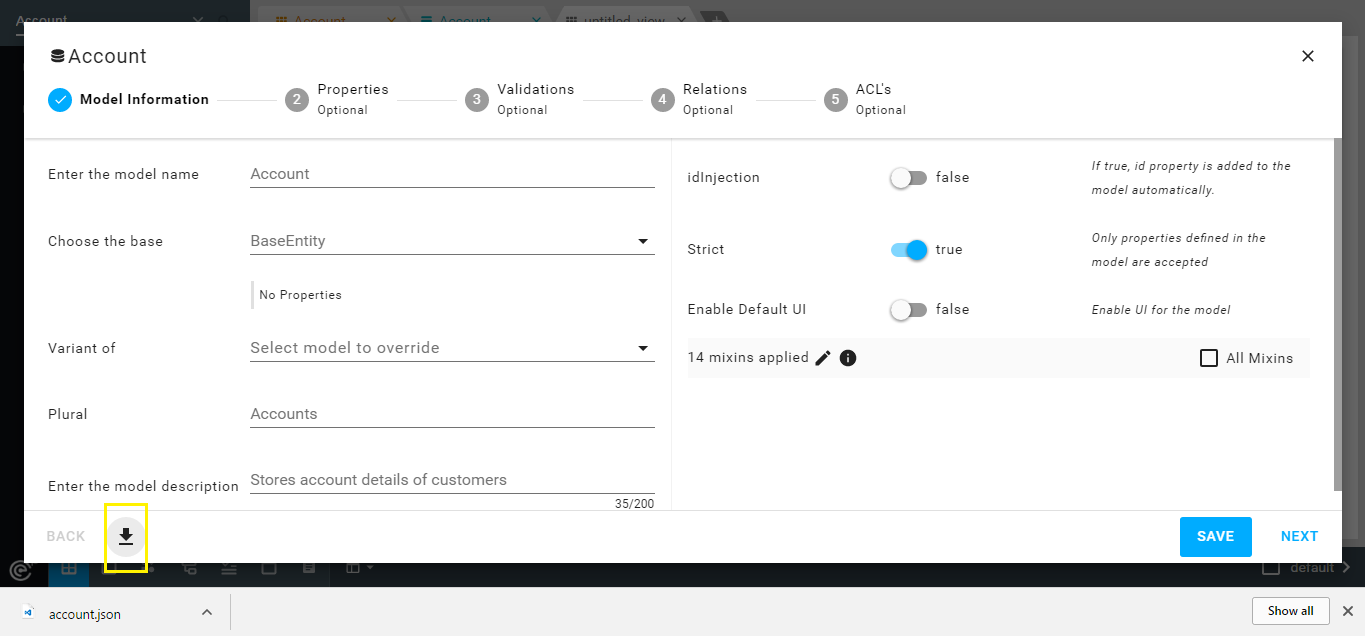 Account
Account
Account
untitled_view
Account
Model Information
2
Properties
Optional
3
Validations
Optional
4
Relations
Optional
5
ACL's
Optional
Enter the model name
Account
Choose the base
BaseEntity
No Properties
Variant of
Select model to override
Plural
Accounts
Enter the model description
Stores account details of customers
35/200
idInjection
false
If true, id property is added to the
model automatically.
Strict
true
Only properties defined in the
model are accepted
Enable Default UI
false
Enable UI for the model
14 mixins applied
All Mixins
BACK
SAVE
NEXT
default
account.json
Show all